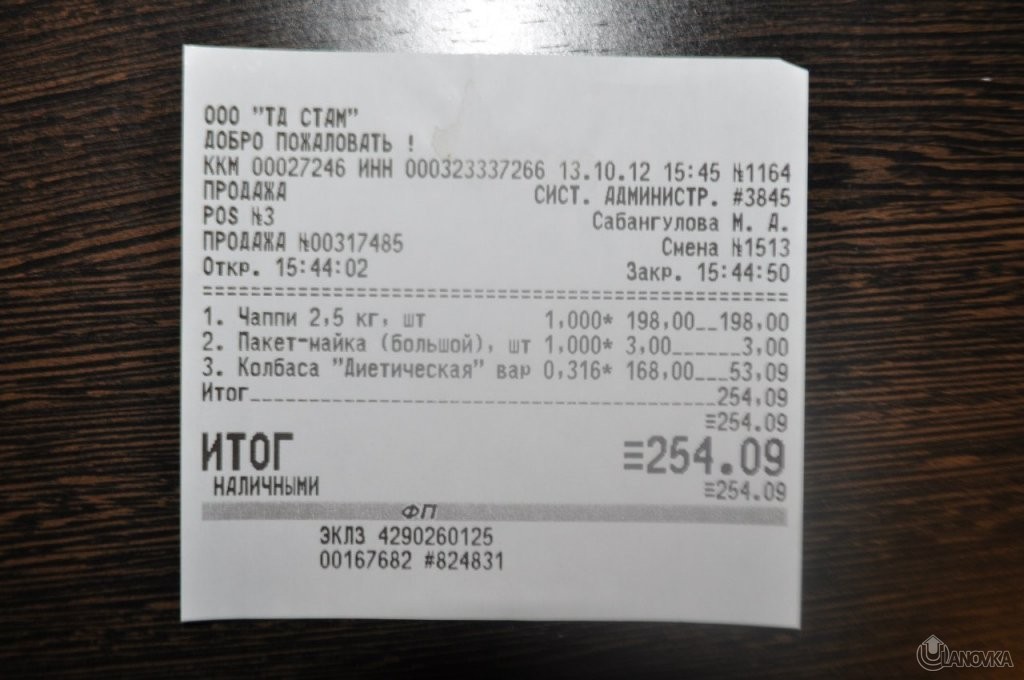 ООО "ТД СТАМ"
ДОБРО ПОЖАЛОВАТЬ !
ККМ 00027246 ИНН 000323337266 13.10.12 15:45 №1164
ПРОДАЖА СИСТ. АДМИНИСТР. #3845
POS №3 Сабангулова М. А.
ПРОДАЖА №00317485 Смена №1513
Откр. 15:44:02 Закр. 15:44:50
================================================
1. Чаппи 2,5 кг, шт 1,000* 198,00__198,00
2. Пакет-майка (большой), шт 1,000* 3,00______3,00
3. Колбаса "Диетическая" вар 0,316* 168,00___53,09
Итог________________________________254,09
≡254.09
ИТОГ ≡254.09
НАЛИЧНЫМИ ≡254.09
ФП
ЭКЛЗ 4290260125
00167682 #824831
ULANOVKA